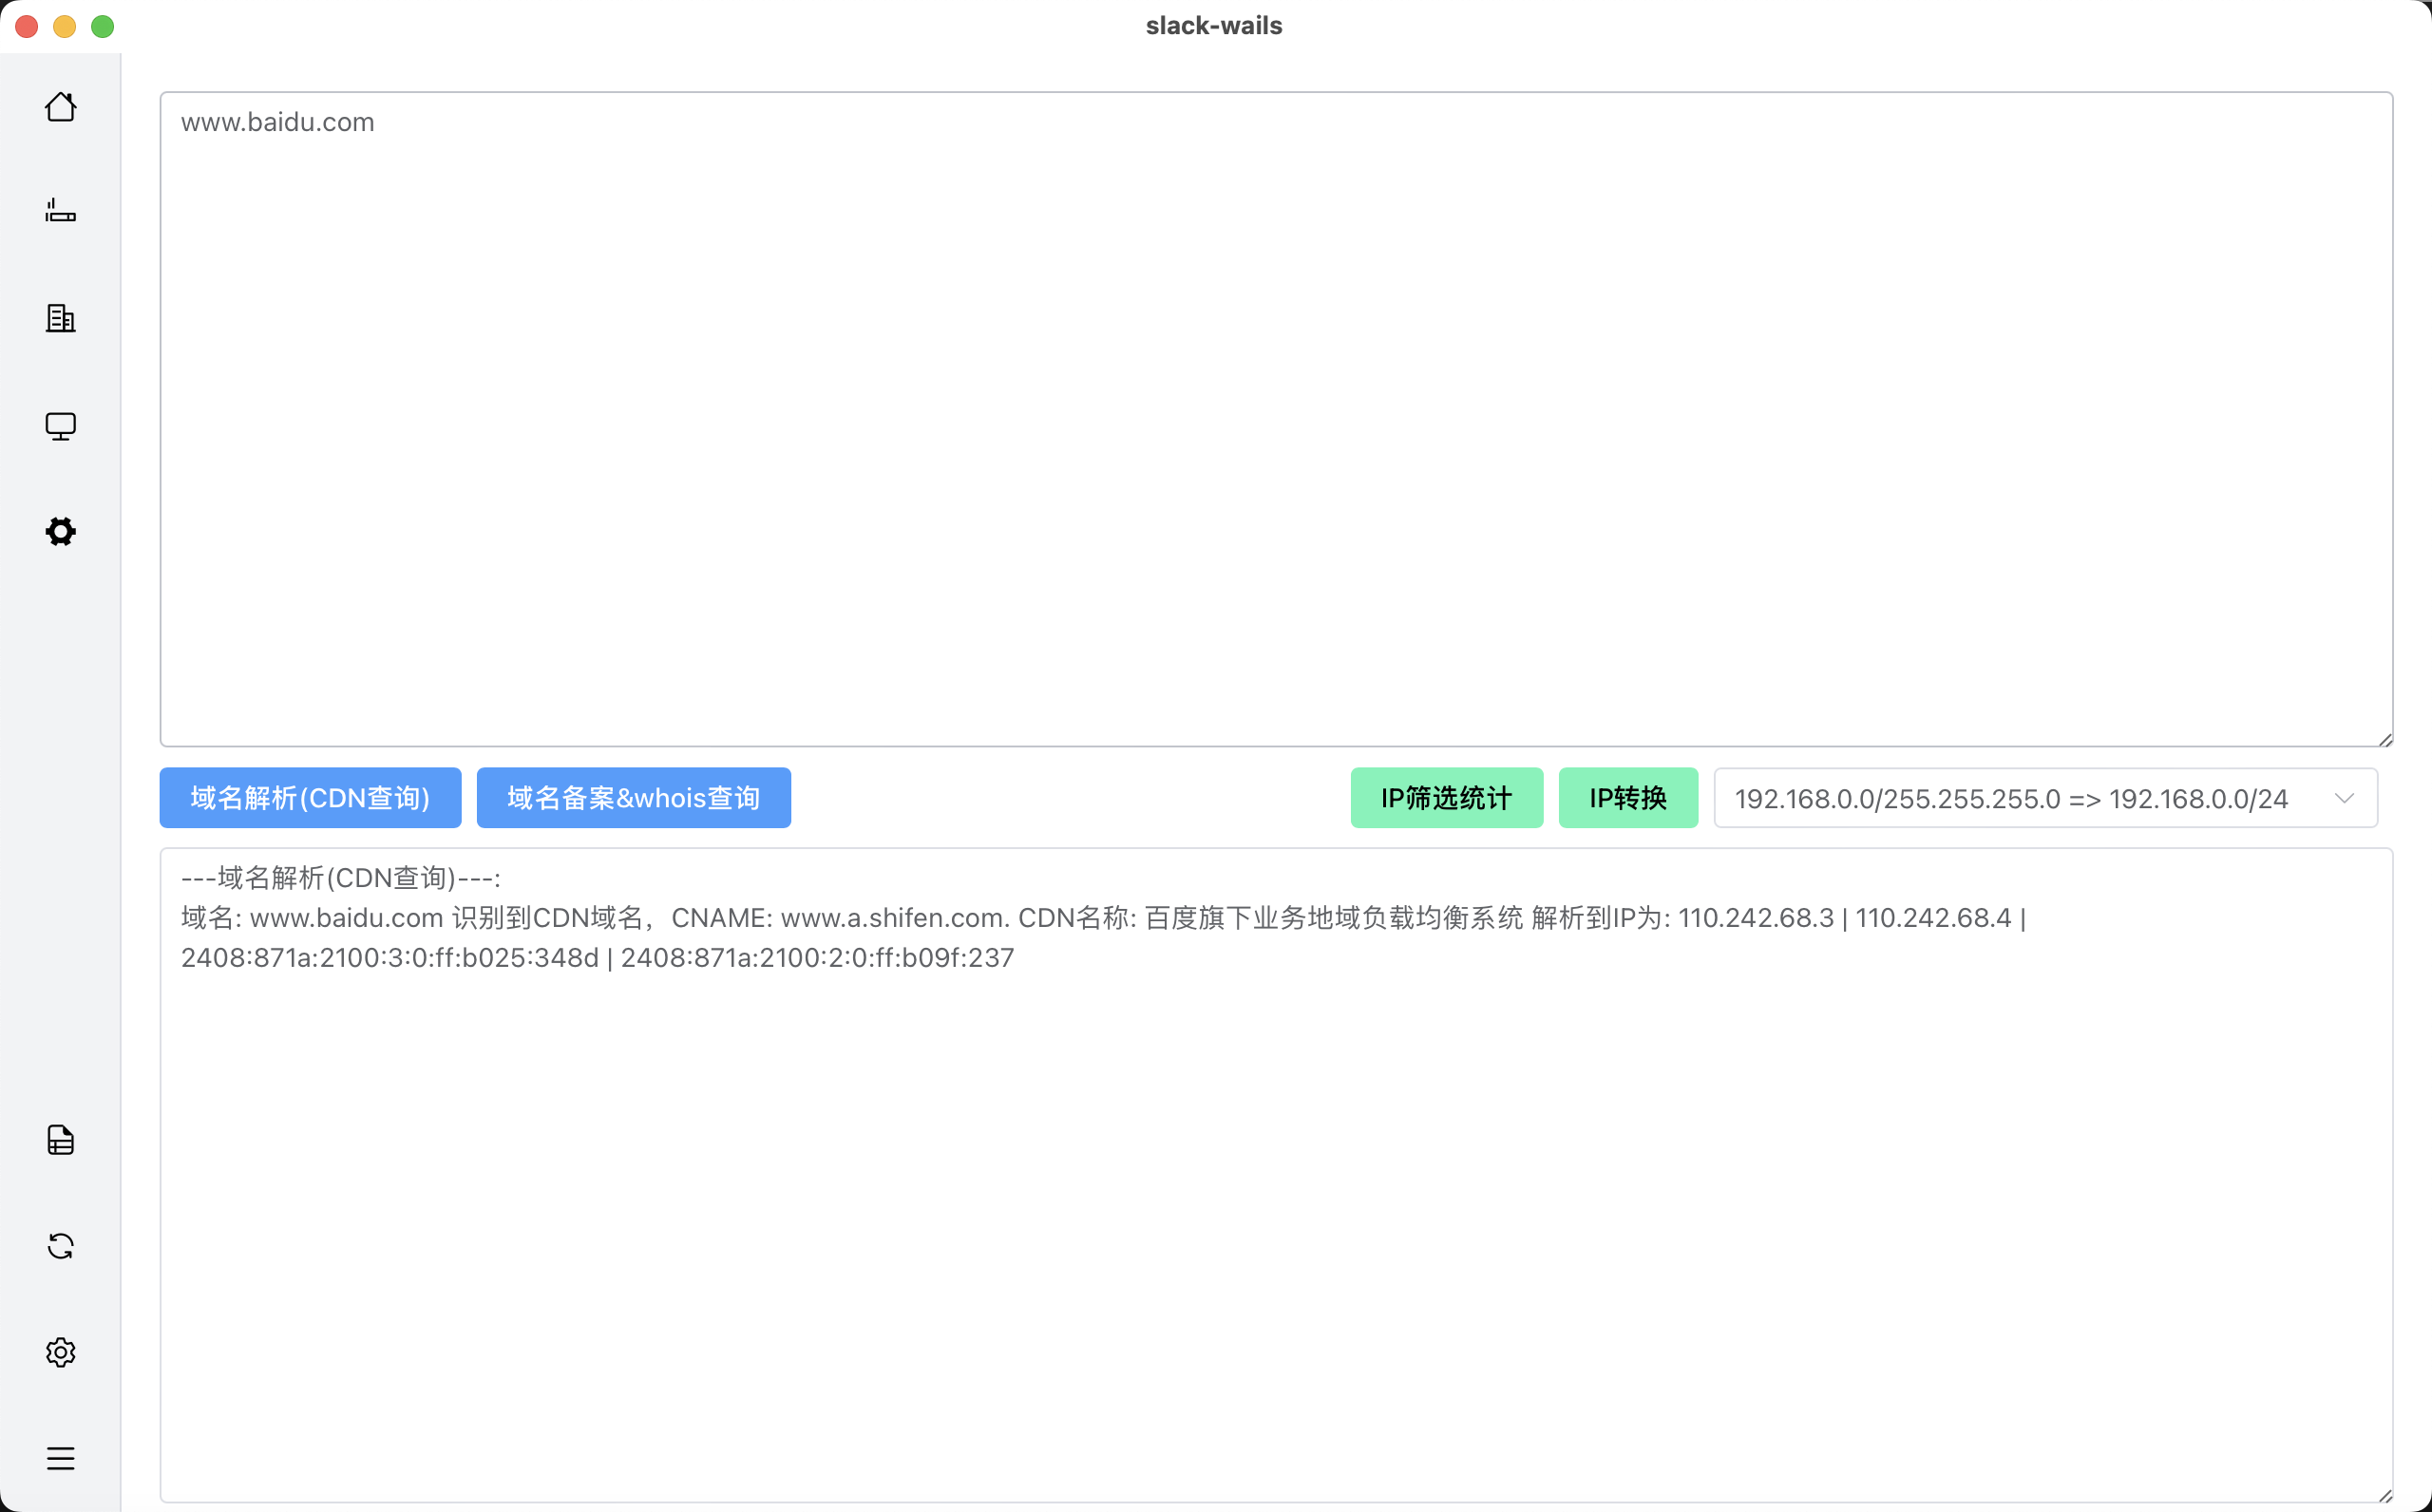 slack-wails
www.baidu.com
域名解析(CDN查询)
域名备案&whois查询
IP筛选统计
IP转换
192.168.0.0/255.255.255.0 => 192.168.0.0/24
---域名解析(CDN查询)---:
域名: www.baidu.com 识别到CDN域名，CNAME: www.a.shifen.com. CDN名称: 百度旗下业务地域负载均衡系统 解析到IP为: 110.242.68.3 | 110.242.68.4 |
2408:871a:2100:3:0:ff:b025:348d | 2408:871a:2100:2:0:ff:b09f:237